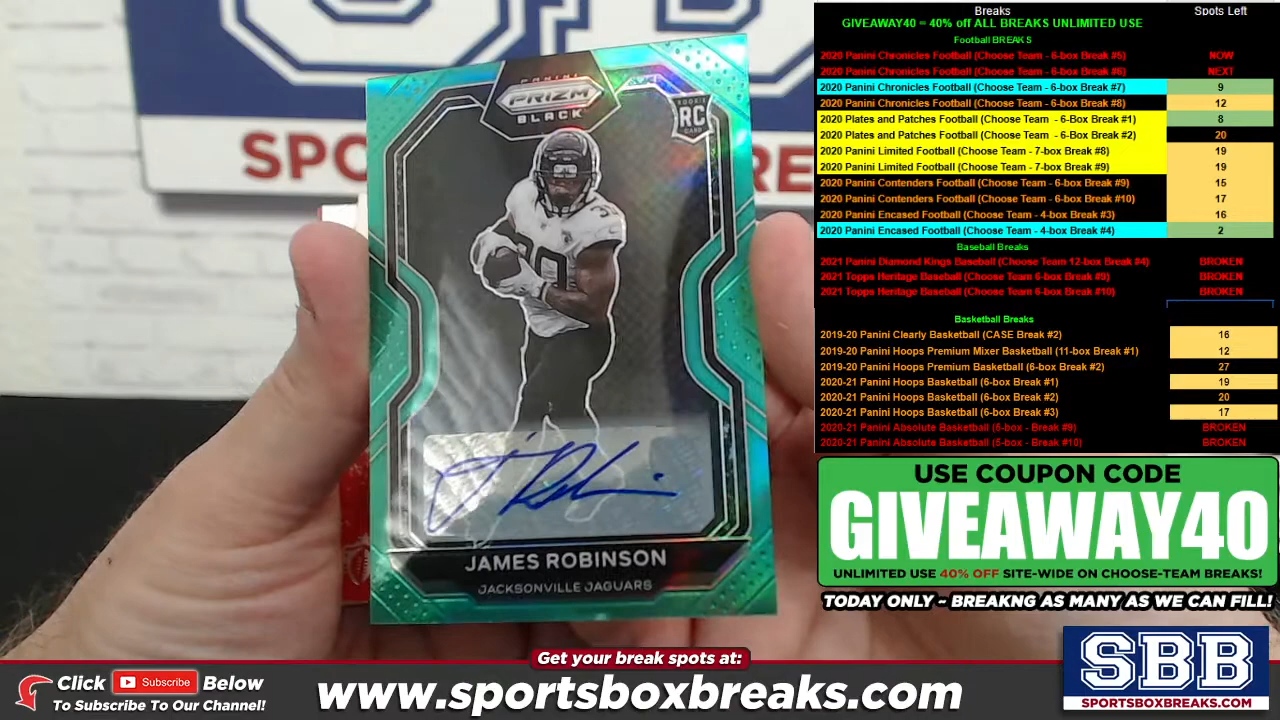 Breaks Spots Left
GIVEAWAY40 = 40% off ALL BREAKS UNLIMITED USE
Football BREAKS
2020 Panini Chronicles Football (Choose Team - 6-box Break #5) NOW
2020 Panini Chronicles Football (Choose Team - 6-box Break #6) NEXT
2020 Panini Chronicles Football (Choose Team - 6-box Break #7) 9
2020 Panini Chronicles Football (Choose Team - 6-box Break #8) 12
2020 Plates and Patches Football (Choose Team - 6-Box Break #1) 8
2020 Plates and Patches Football (Choose Team - 6-Box Break #2) 20
2020 Panini Limited Football (Choose Team - 7-box Break #8) 19
2020 Panini Limited Football (Choose Team - 7-box Break #9) 19
2020 Panini Contenders Football (Choose Team - 6-box Break #9) 15
2020 Panini Contenders Football (Choose Team - 6-box Break #10) 17
2020 Panini Encased Football (Choose Team - 4-box Break #3) 16
2020 Panini Encased Football (Choose Team - 4-box Break #4) 2
Baseball Breaks
2021 Panini Diamond Kings Baseball (Choose Team 12-box Break #4) BROKEN
2021 Topps Heritage Baseball (Choose Team 6-box Break #9) BROKEN
2021 Topps Heritage Baseball (Choose Team 6-box Break #10) BROKEN
Basketball Breaks
2019-20 Panini Clearly Basketball (CASE Break #2) 16
2019-20 Panini Hoops Premium Mixer Basketball (11-box Break #1) 12
2019-20 Panini Hoops Premium Basketball (6-box Break #2) 27
2020-21 Panini Hoops Basketball (6-box Break #1) 19
2020-21 Panini Hoops Basketball (6-box Break #2) 20
2020-21 Panini Hoops Basketball (6-box Break #3) 17
2020-21 Panini Absolute Basketball (5-box - Break #9) BROKEN
2020-21 Panini Absolute Basketball (5-box - Break #10) BROKEN
PANINI
PRIZM
BLACK
ROOKIE
RC
CARD
30
JAMES ROBINSON
JACKSONVILLE JAGUARS
USE COUPON CODE
GIVEAWAY40
UNLIMITED USE 40% OFF SITE-WIDE ON CHOOSE-TEAM BREAKS!
TODAY ONLY - BREAKNG AS MANY AS WE CAN FILL!
SBB
SPORTSBOXBREAKS.COM
Get your break spots at:
www.sportsboxbreaks.com
Click Subscribe Below
To Subscribe To Our Channel!